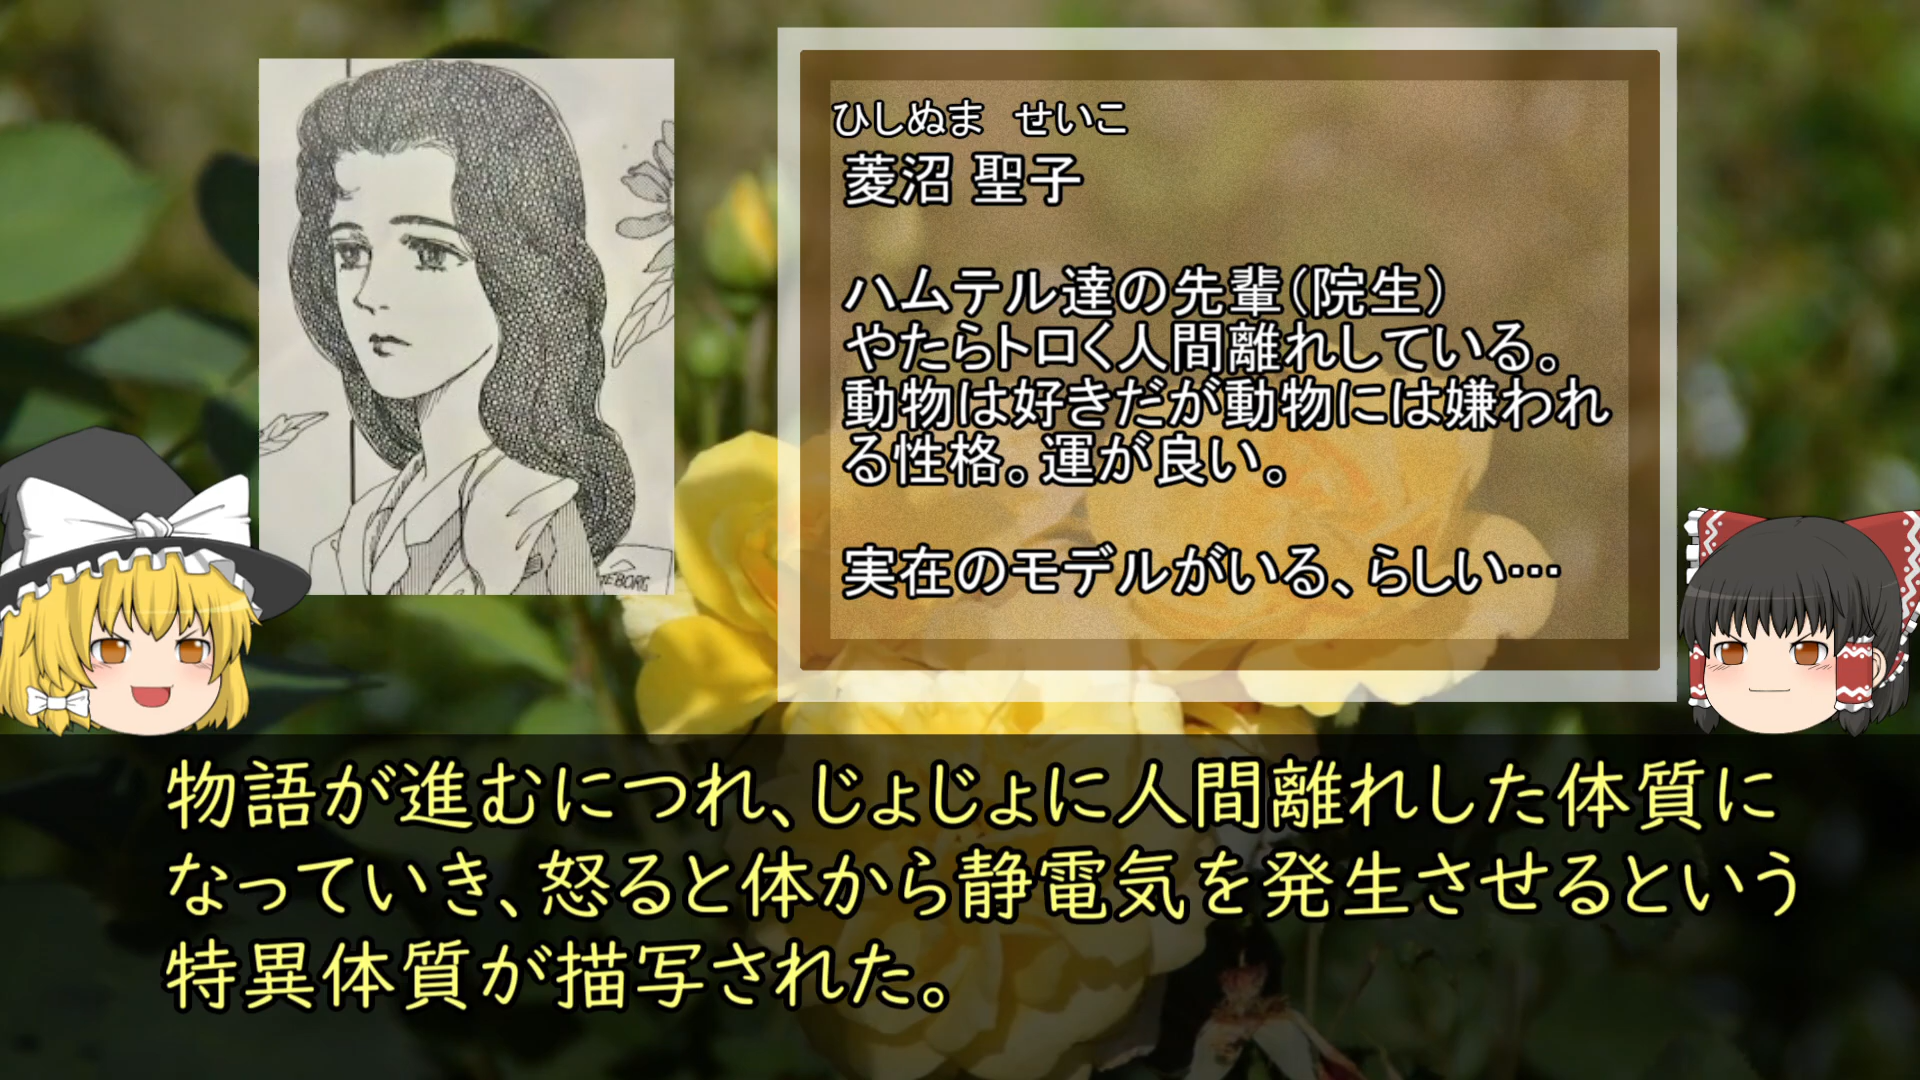 ひしぬま せいこ
菱沼 聖子
ハムテル達の先輩(院生)
やたらトロく人間離れしている。
動物は好きだが動物には嫌われ
る性格。運が良い。
実在のモデルがいる、らしい…
物語が進むにつれ、じょじょに人間離れした体質に
なっていき、怒ると体から静電気を発生させるという
特異体質が描写された。